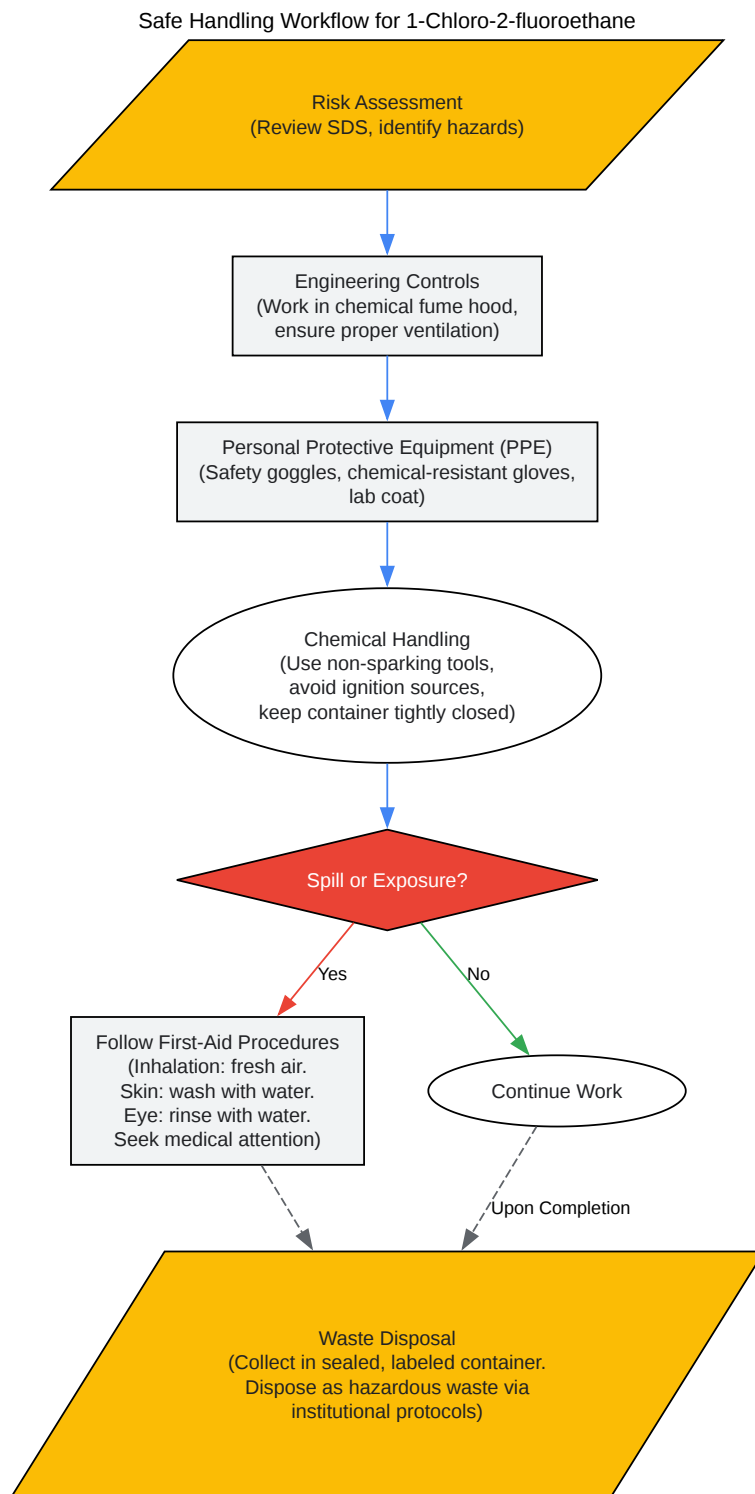 Safe Handling Workflow for 1-Chloro-2-fluoroethane
Risk Assessment
(Review SDS, identify hazards)
Engineering Controls
(Work in chemical fume hood,
ensure proper ventilation)
Personal Protective Equipment (PPE)
(Safety goggles, chemical-resistant gloves,
lab coat)
Chemical Handling
(Use non-sparking tools,
avoid ignition sources,
keep container tightly closed)
Spill or Exposure?
Yes
No
Follow First-Aid Procedures
(Inhalation: fresh air.
Skin: wash with water.
Eye: rinse with water.
Seek medical attention)
Continue Work
Upon Completion
Waste Disposal
(Collect in sealed, labeled container.
Dispose as hazardous waste via
institutional protocols)